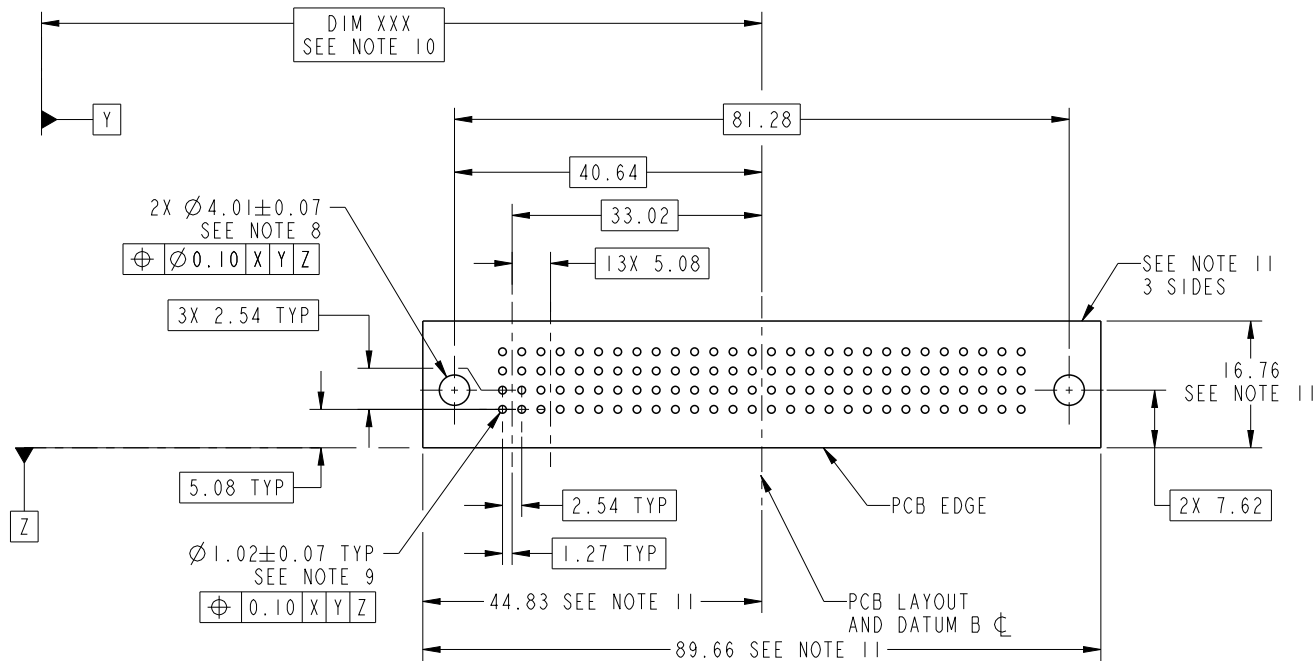 DIM XXX
SEE NOTE 10
Y
81.28
40.64
2X Ø4.01±0.07
SEE NOTE 8
33.02
⌖ Ø0.10 X Y Z
13X 5.08
SEE NOTE 11
3 SIDES
3X 2.54 TYP
16.76
SEE NOTE 11
5.08 TYP
2.54 TYP
PCB EDGE
2X 7.62
Z
Ø1.02±0.07 TYP
SEE NOTE 9
1.27 TYP
⌖ 0.10 X Y Z
44.83 SEE NOTE 11
PCB LAYOUT
AND DATUM B ℄
89.66 SEE NOTE 11